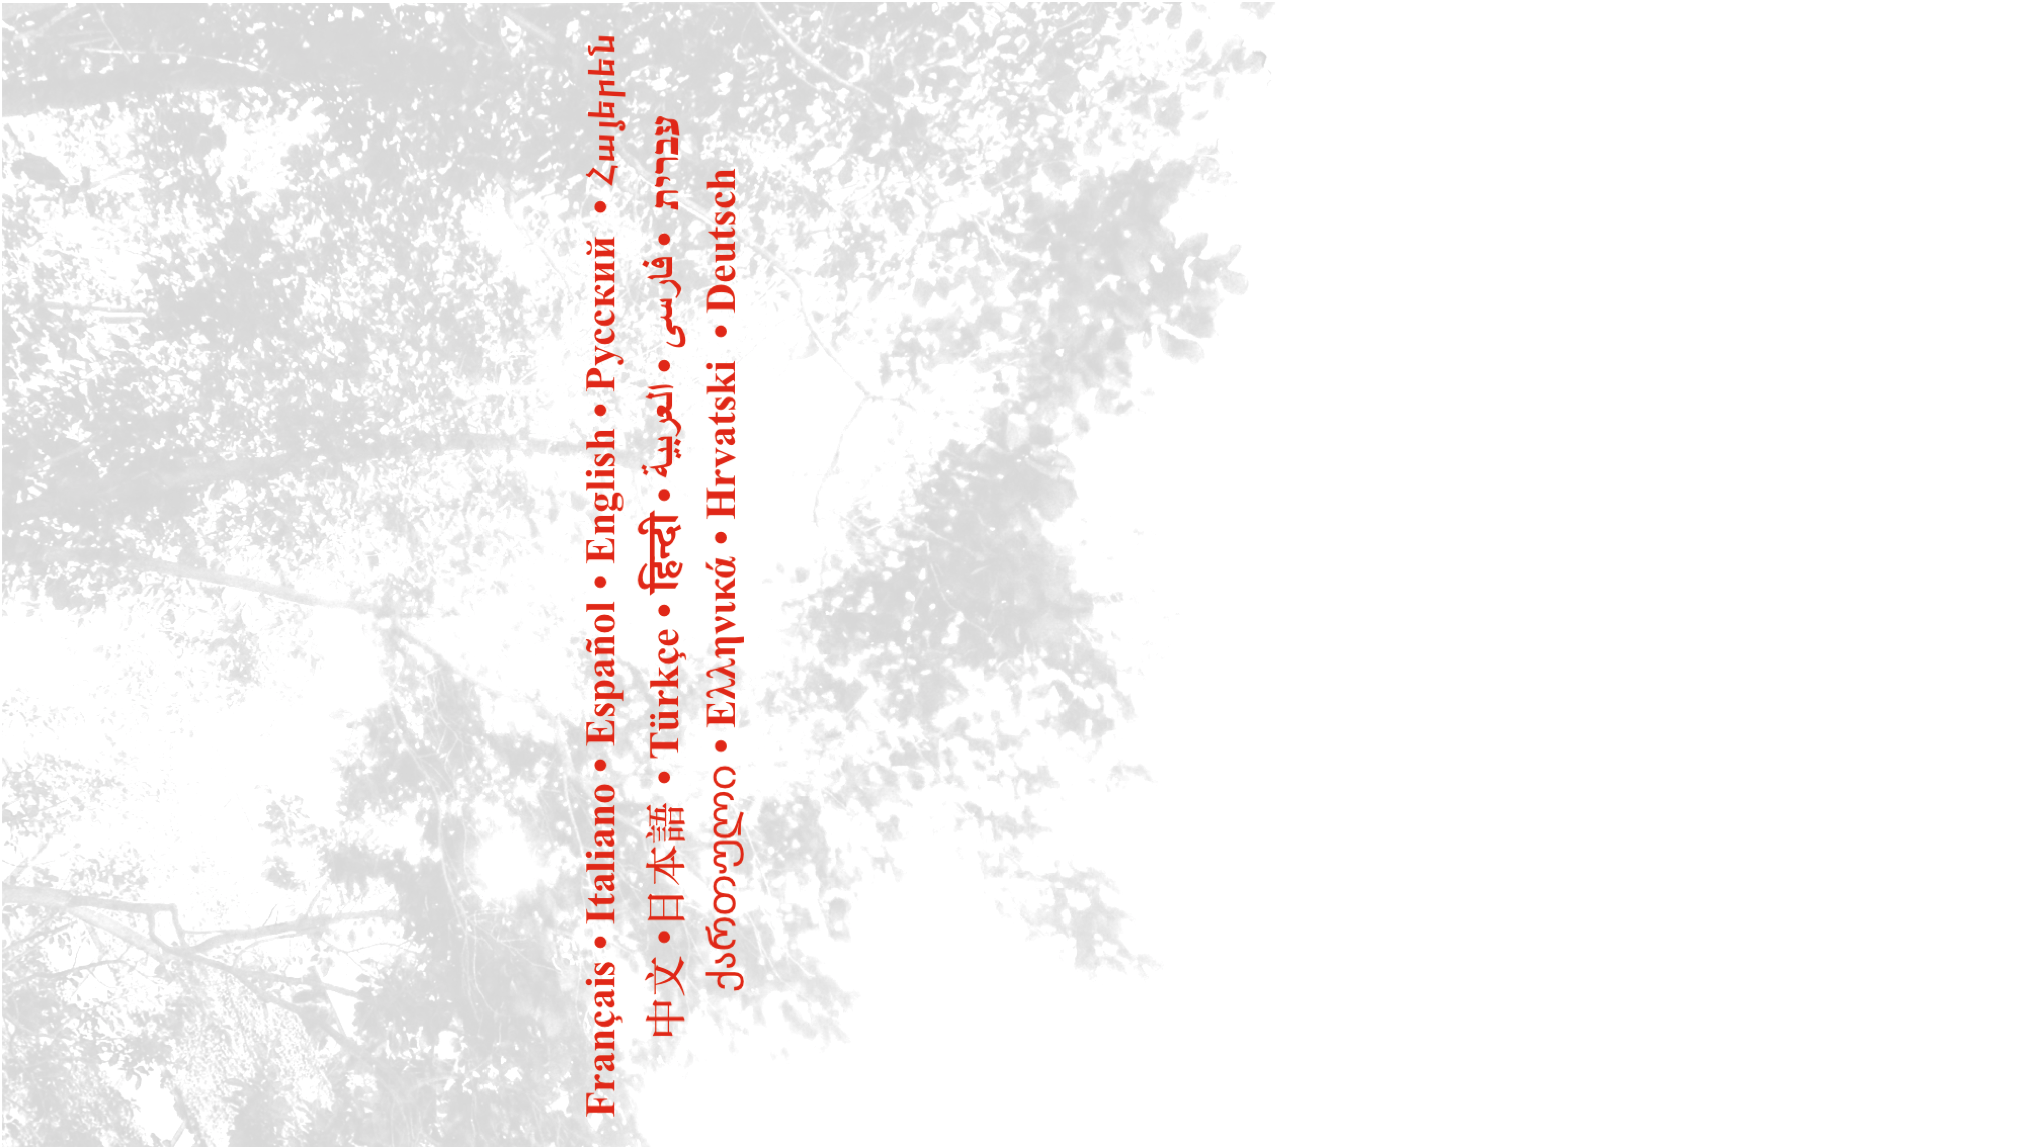 Français • Italiano • Español • English • Русский • Հայերեն
中文 • 日本語 • Türkçe • हिन्दी • العربية • فارسی • עברית
ქართული • Ελληνικά • Hrvatski • Deutsch